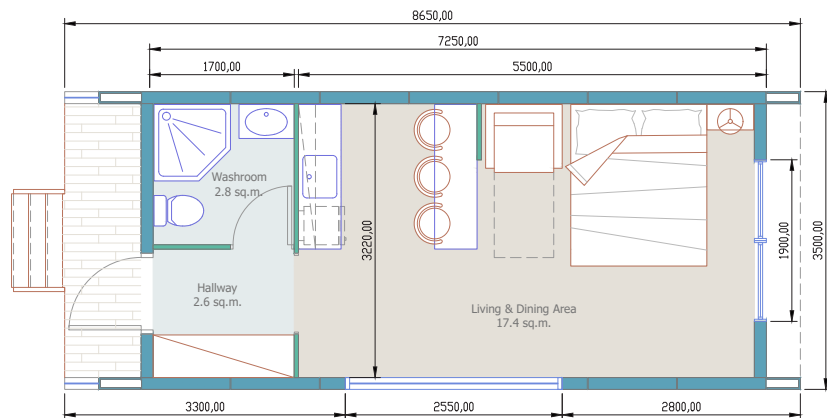 8650,00
7250,00
1700,00
5500,00
Washroom
2.8 sq.m.
3220,00
1900,00
3500,00
Hallway
2.6 sq.m.
Living & Dining Area
17.4 sq.m.
3300,00
2550,00
2800,00